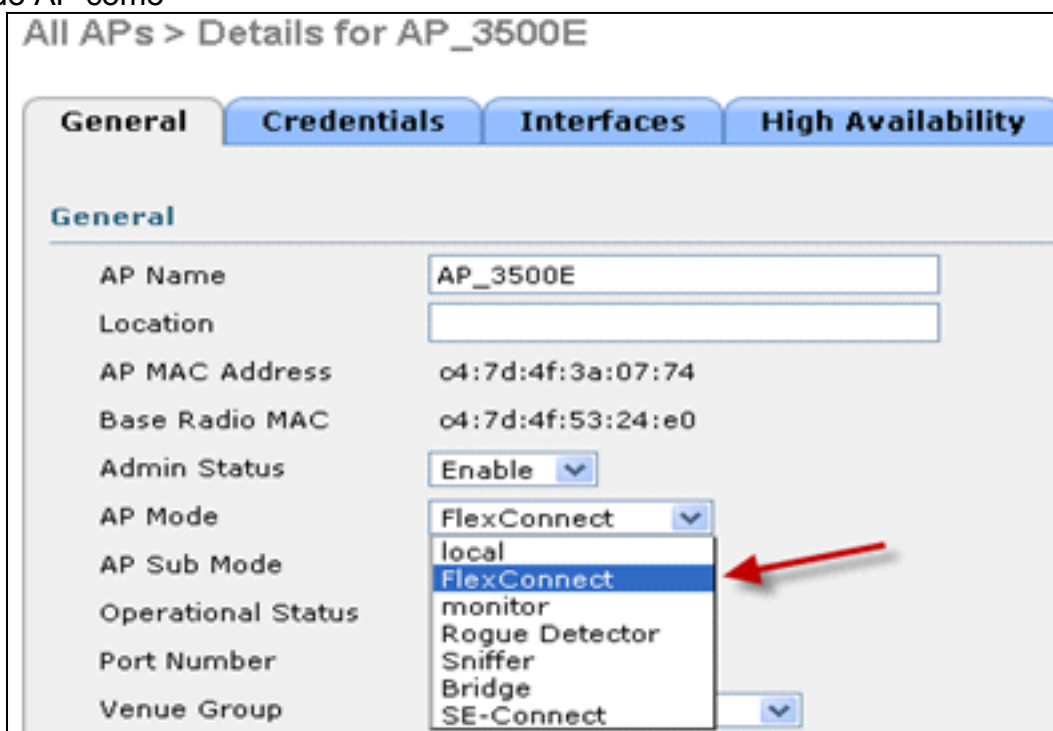 All APs > Details for AP_3500E
General Credentials Interfaces High Availability
General
AP Name AP_3500E
Location
AP MAC Address c4:7d:4f:3a:07:74
Base Radio MAC c4:7d:4f:53:24:e0
Admin Status Enable
AP Mode FlexConnect
local
AP Sub Mode
FlexConnect
monitor
Operational Status
Rogue Detector
Port Number
Sniffer
Bridge
Venue Group
SE-Connect